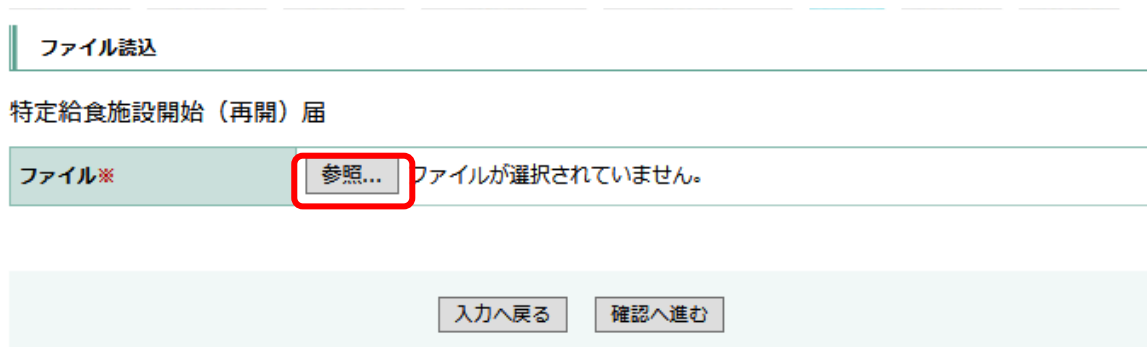 ファイル読込
特定給食施設開始（再開）届
ファイル※ 参照... ファイルが選択されていません。
入力へ戻る 確認へ進む